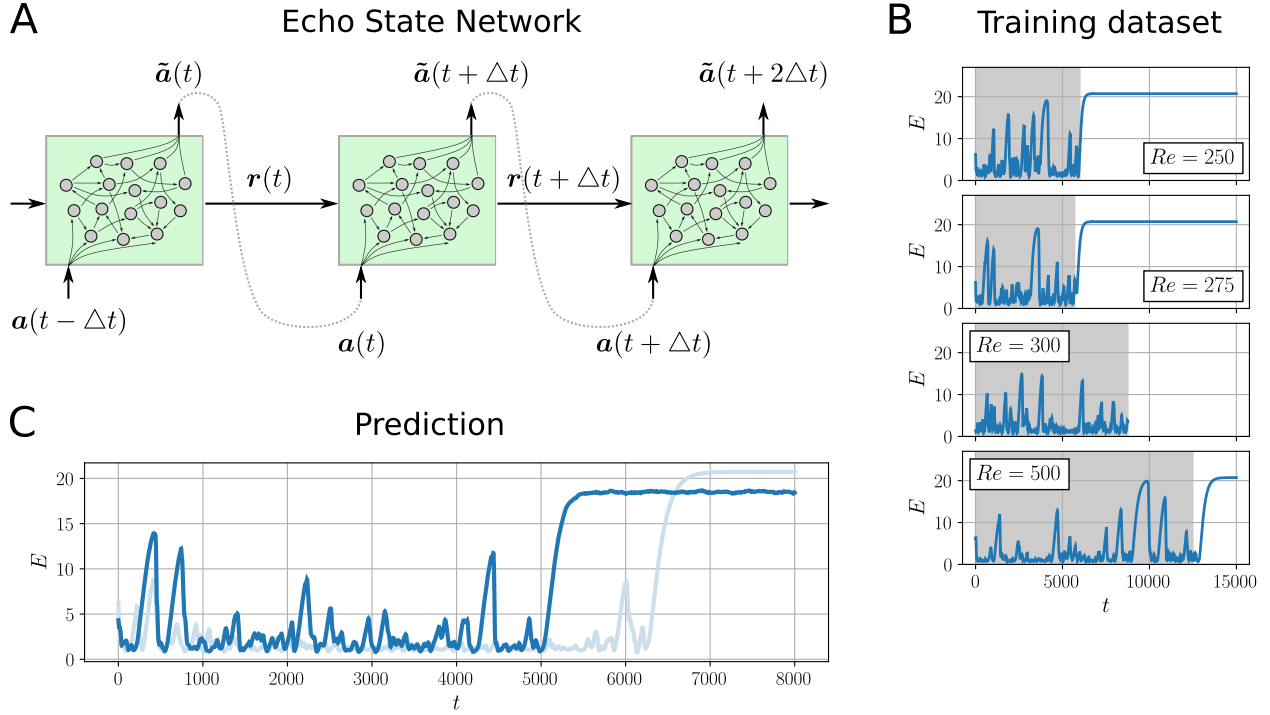 A
Echo State Network
ã(t)
ã(t + △t)
ã(t + 2△t)
r(t)
r(t + △t)
a(t − △t)
a(t)
a(t + △t)
B
Training dataset
E
20
10
0
Re = 250
E
20
10
0
Re = 275
E
20
10
0
Re = 300
E
20
10
0
Re = 500
0 5000 10000 15000
t
C
Prediction
E
20
15
10
5
0
0 1000 2000 3000 4000 5000 6000 7000 8000
t